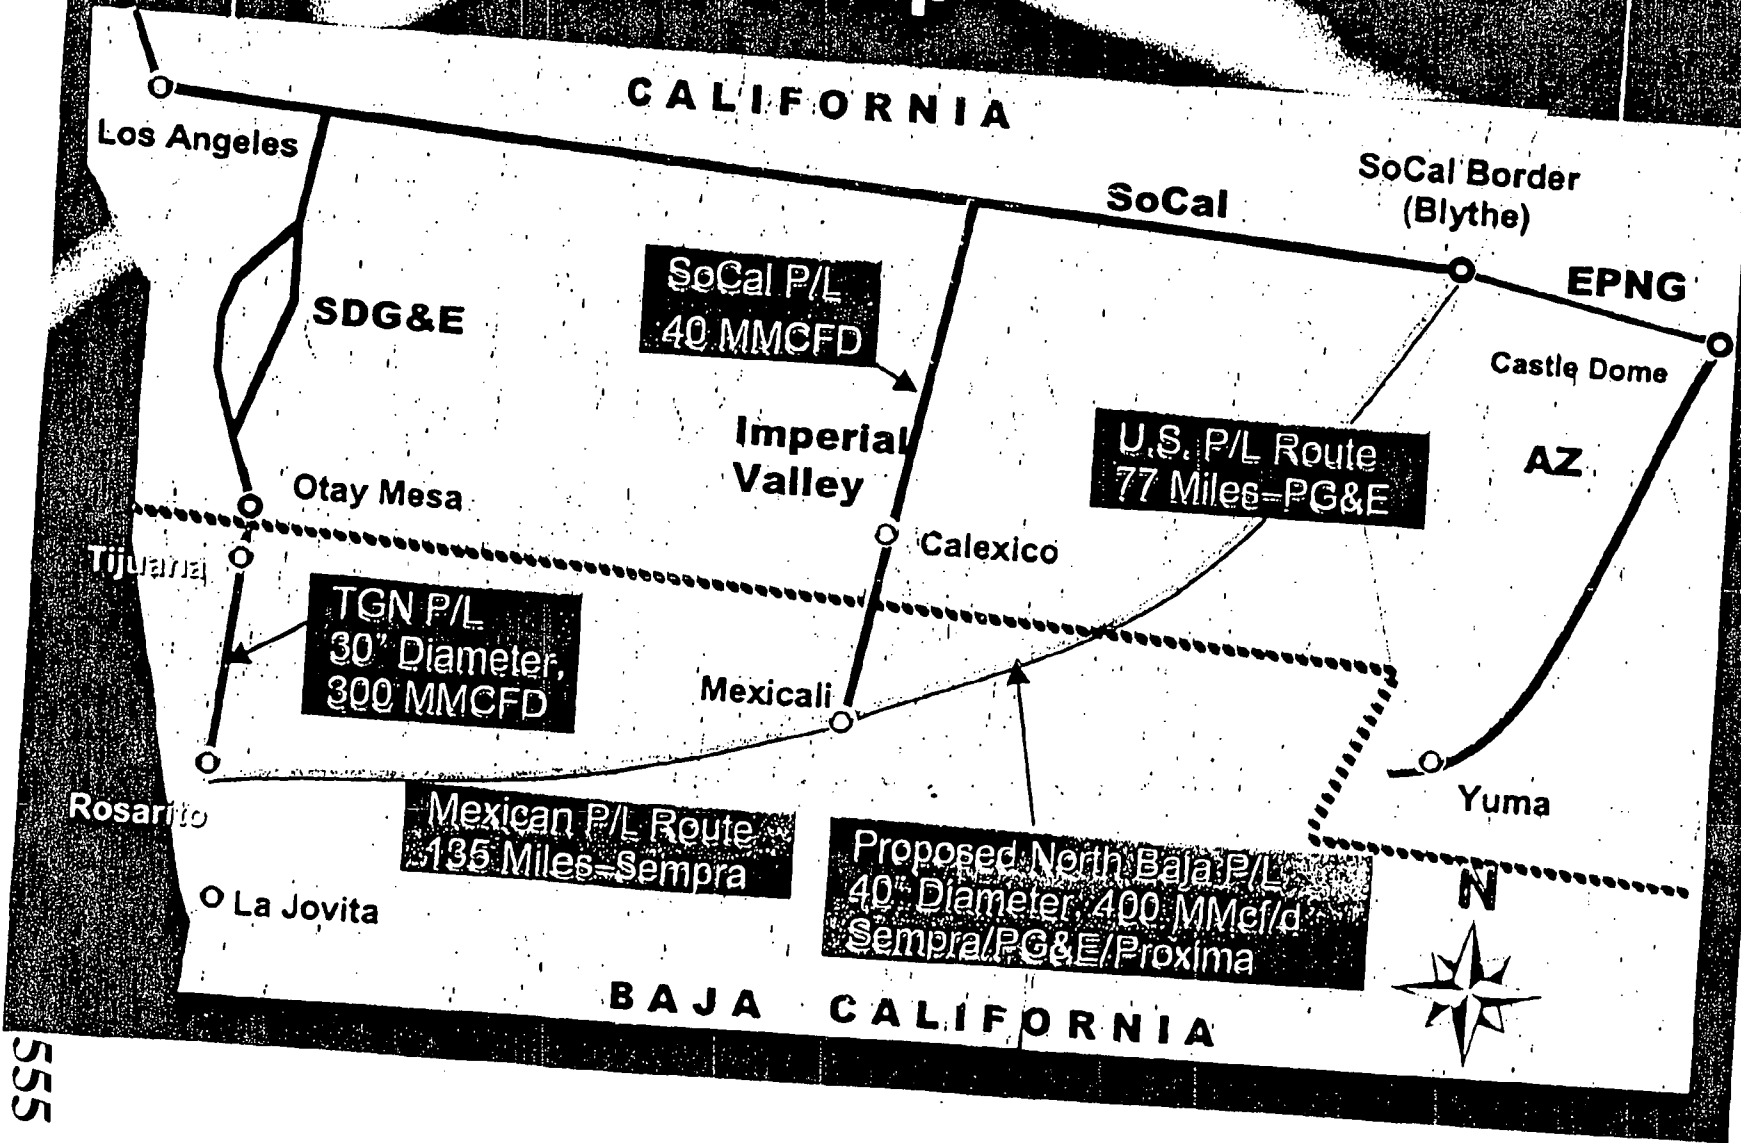 CALIFORNIA
Los Angeles
SoCal Border
(Blythe)
SoCal
EPNG
SoCal P/L
40 MMCFD
SDG&E
Castle Dome
Imperial
Valley
U.S. P/L Route
77 Miles=PG&E
AZ
Otay Mesa
Calexico
Tijuana
TGN P/L
30" Diameter,
300 MMCFD
Mexicali
Rosarito
Yuma
Mexican P/L Route
135 Miles=Sempra
Proposed North Baja P/L
40" Diameter, 400 MMcf/d
Sempra/PG&E/Proxima
N
La Jovita
BAJA CALIFORNIA
555